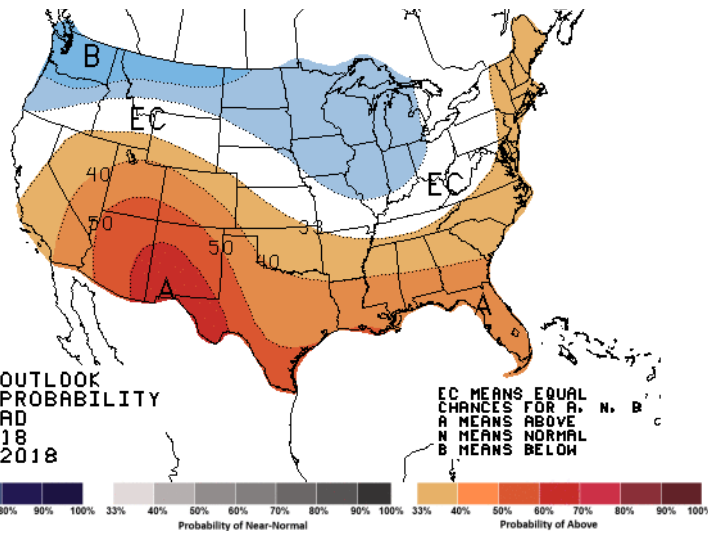 B
EC
40
EC
50
33
50
40
A
A
OUTLOOK
PROBABILITY
AD
18
2018
EC MEANS EQUAL
CHANCES FOR A, N, B
A MEANS ABOVE
N MEANS NORMAL
B MEANS BELOW
80% 90% 100% 33% 40% 50% 60% 70% 80% 90% 100% 33% 40% 50% 60% 70% 80% 90% 100%
Probability of Near-Normal Probability of Above